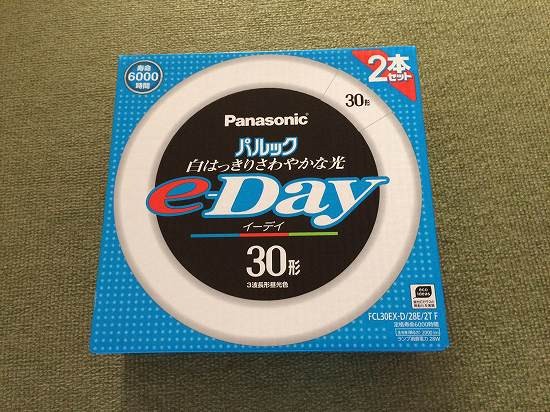 寿命
6000
時間
2本
セット
30形
Panasonic
パルック
白はっきりさわやかな光
e-Day
イーデイ
30形
3波長形昼光色
eco
ideas
FCL30EX-D/28E/2T F
定格寿命6000時間
ランプ消費電力 28W